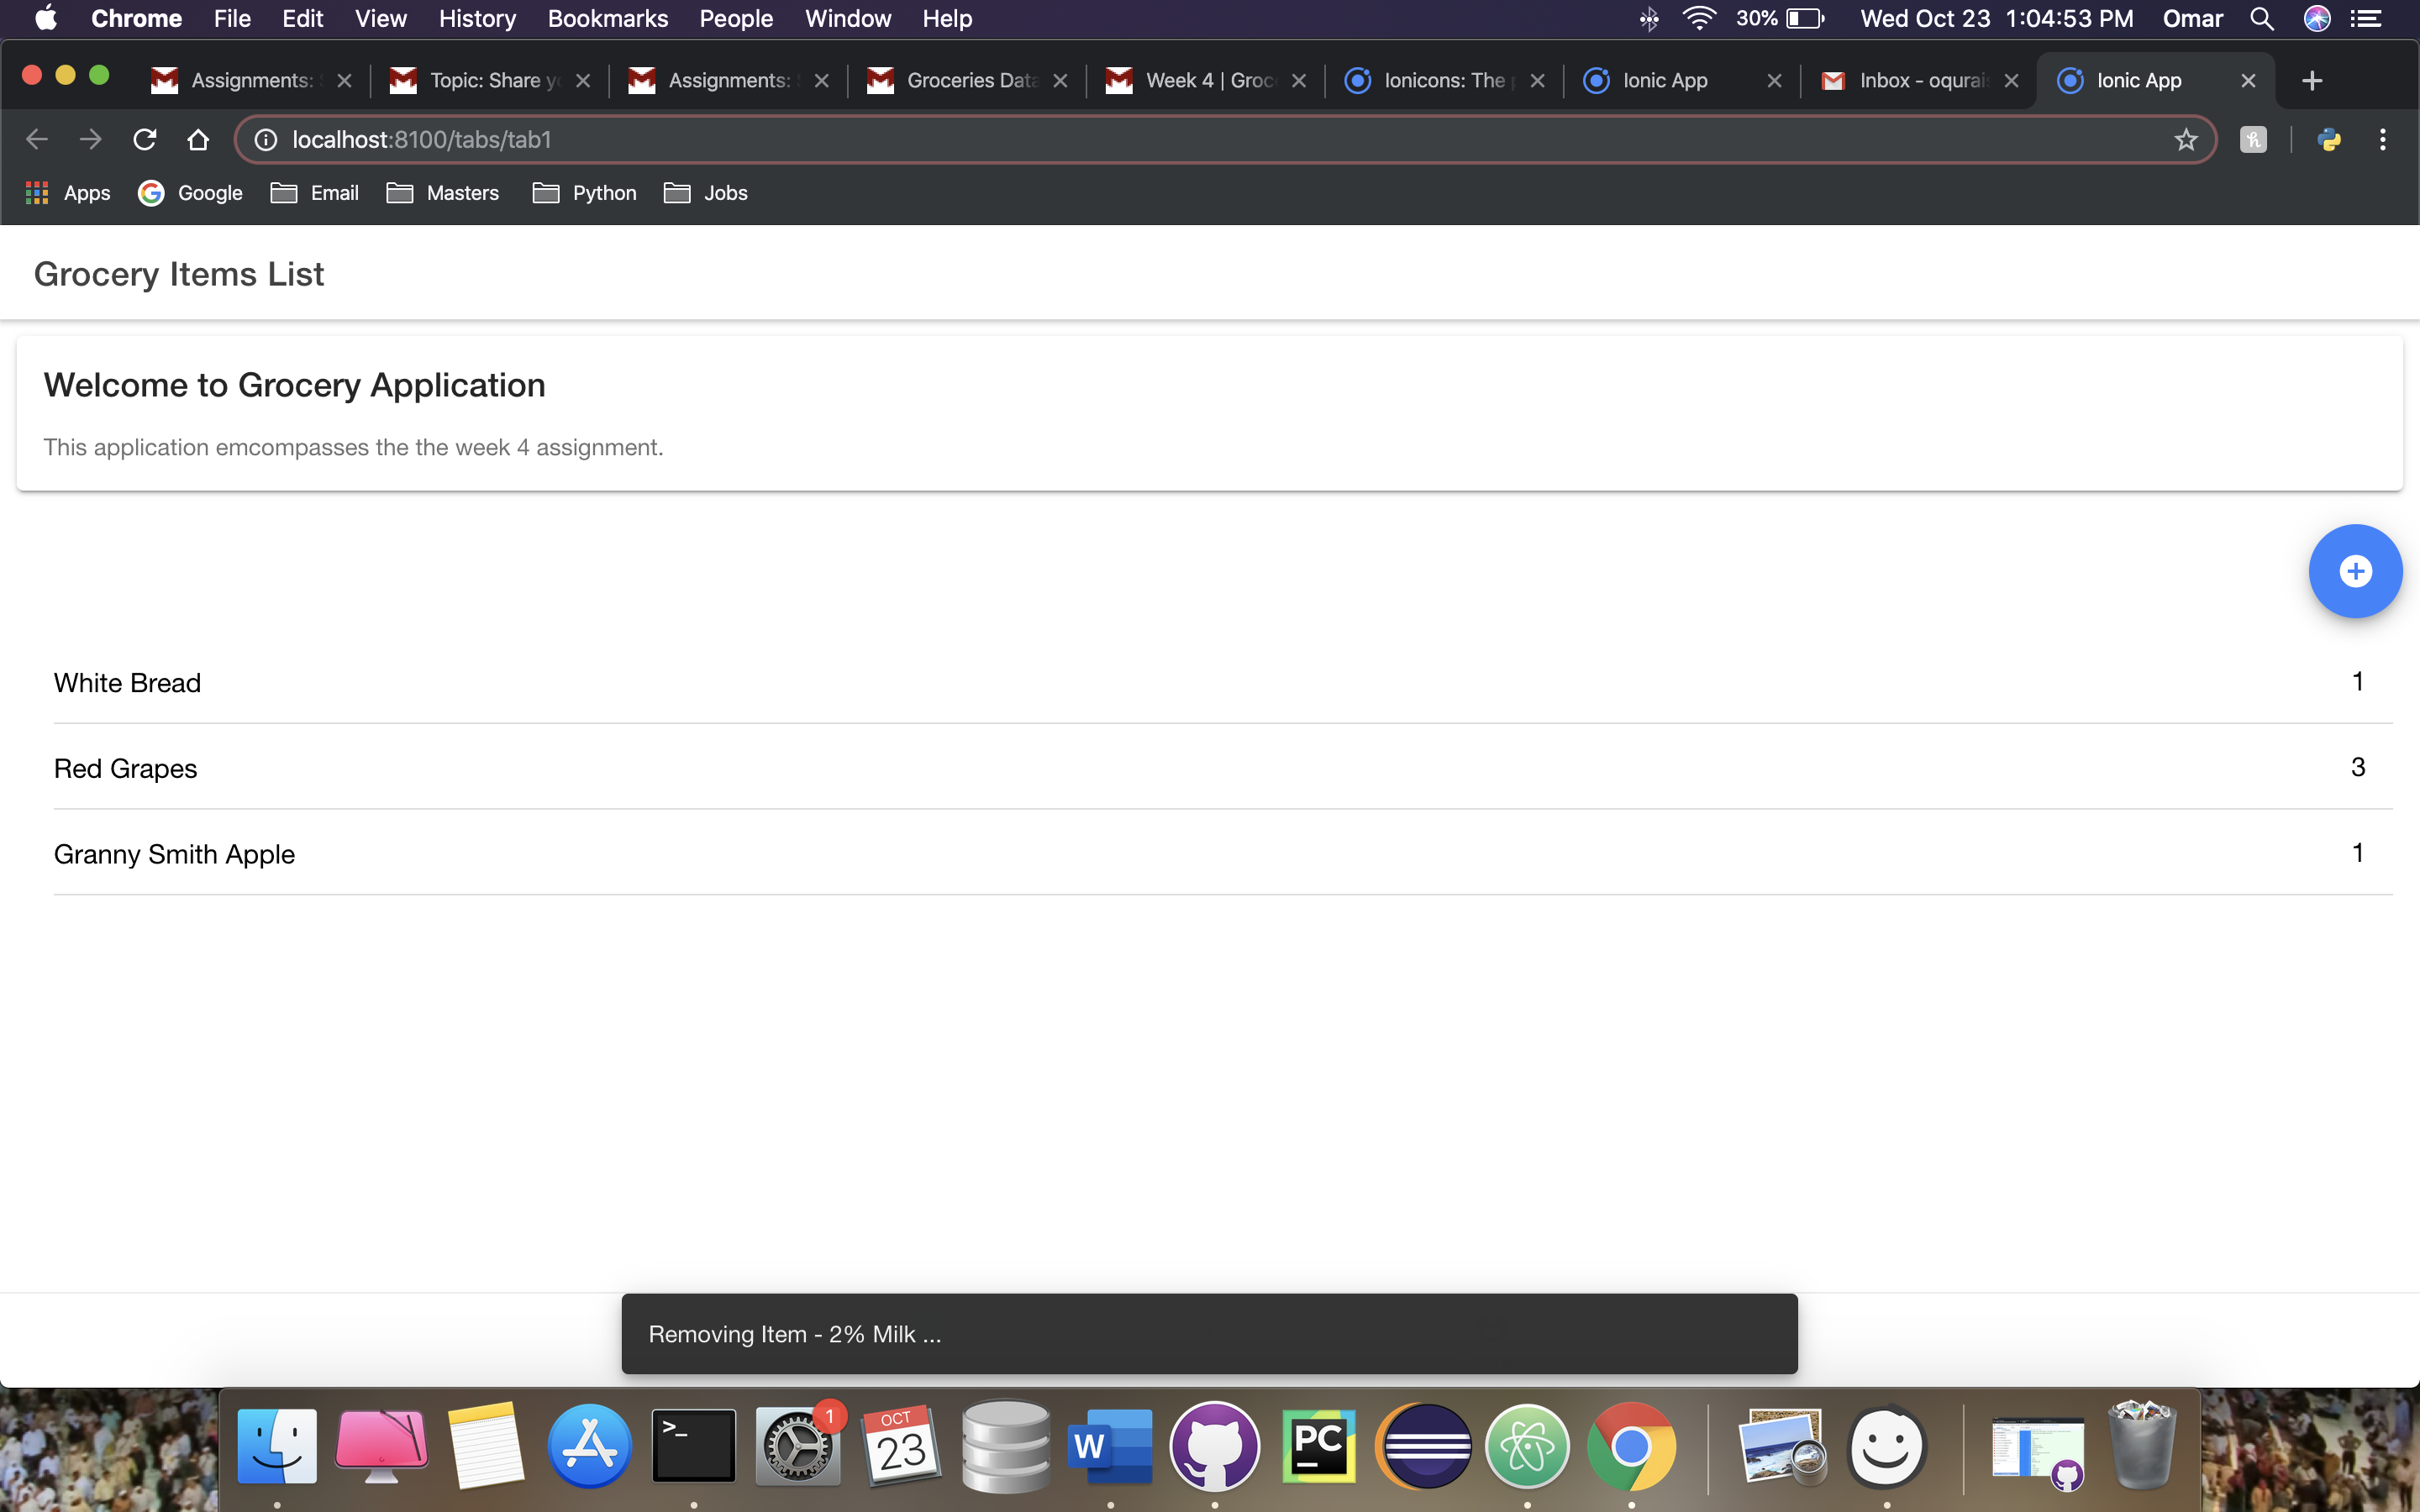 Chrome File Edit View History Bookmarks People Window Help 30% Wed Oct 23 1:04:53 PM Omar
Assignments: Topic: Share Assignments: Groceries Data Week 4 | Groc Ionicons: The Ionic App Inbox - oqurais Ionic App
localhost:8100/tabs/tab1
Apps Google Email Masters Python Jobs
Grocery Items List
Welcome to Grocery Application
This application emcompasses the the week 4 assignment.
White Bread 1
Red Grapes 3
Granny Smith Apple 1
Removing Item - 2% Milk ...
>_ 1 OCT 23 W PC